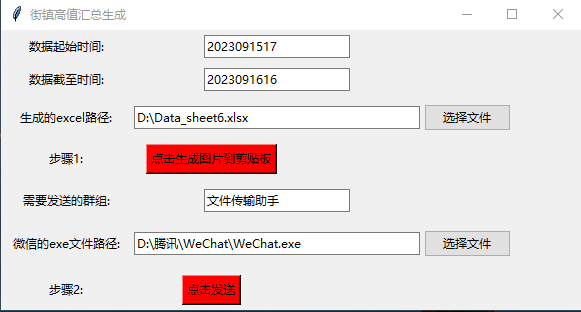 街镇高值汇总生成
数据起始时间: 2023091517
数据截至时间: 2023091616
生成的excel路径: D:\Data_sheet6.xlsx 选择文件
步骤1: 点击生成图片到剪贴板
需要发送的群组: 文件传输助手
微信的exe文件路径: D:\腾讯\WeChat\WeChat.exe 选择文件
步骤2: 点击发送